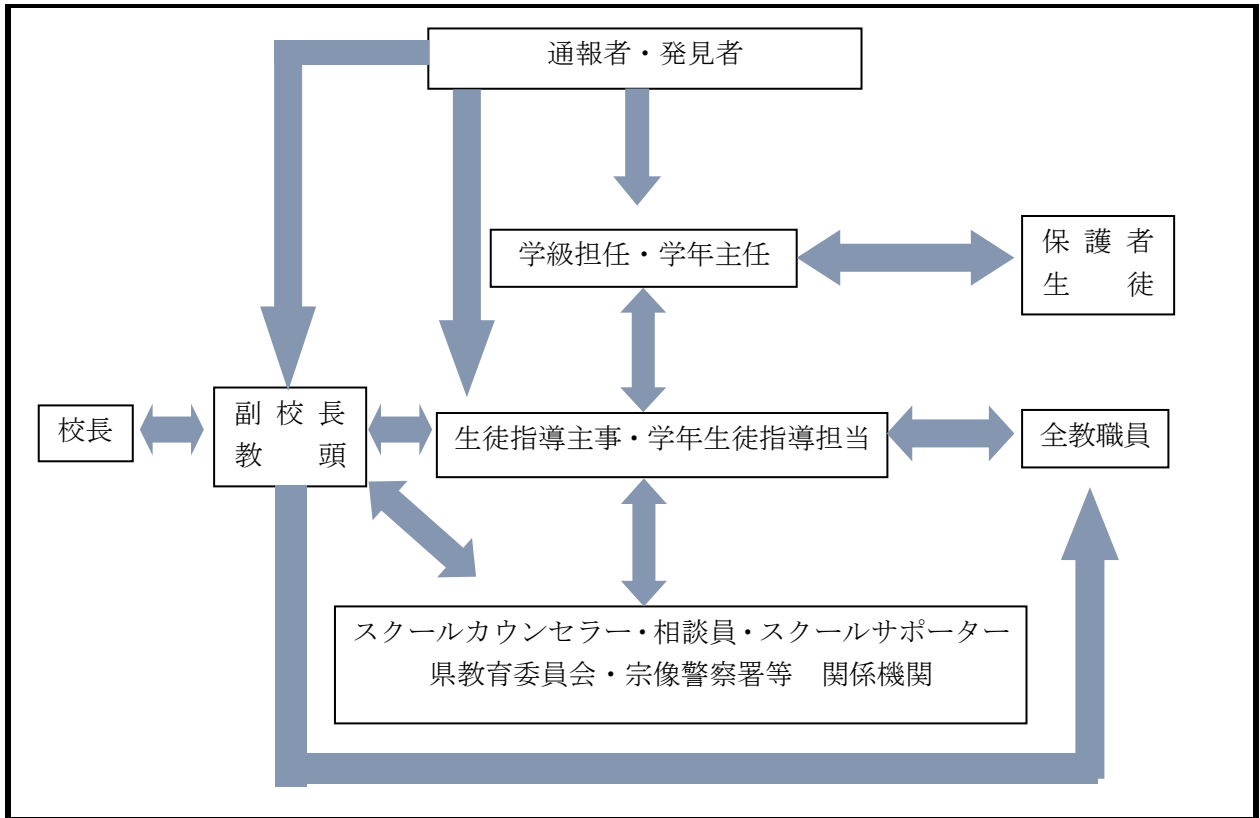 通報者・発見者
学級担任・学年主任
保 護 者
生　　徒
校長
副 校 長
教　　頭
生徒指導主事・学年生徒指導担当
全教職員
スクールカウンセラー・相談員・スクールサポーター
県教育委員会・宗像警察署等　関係機関